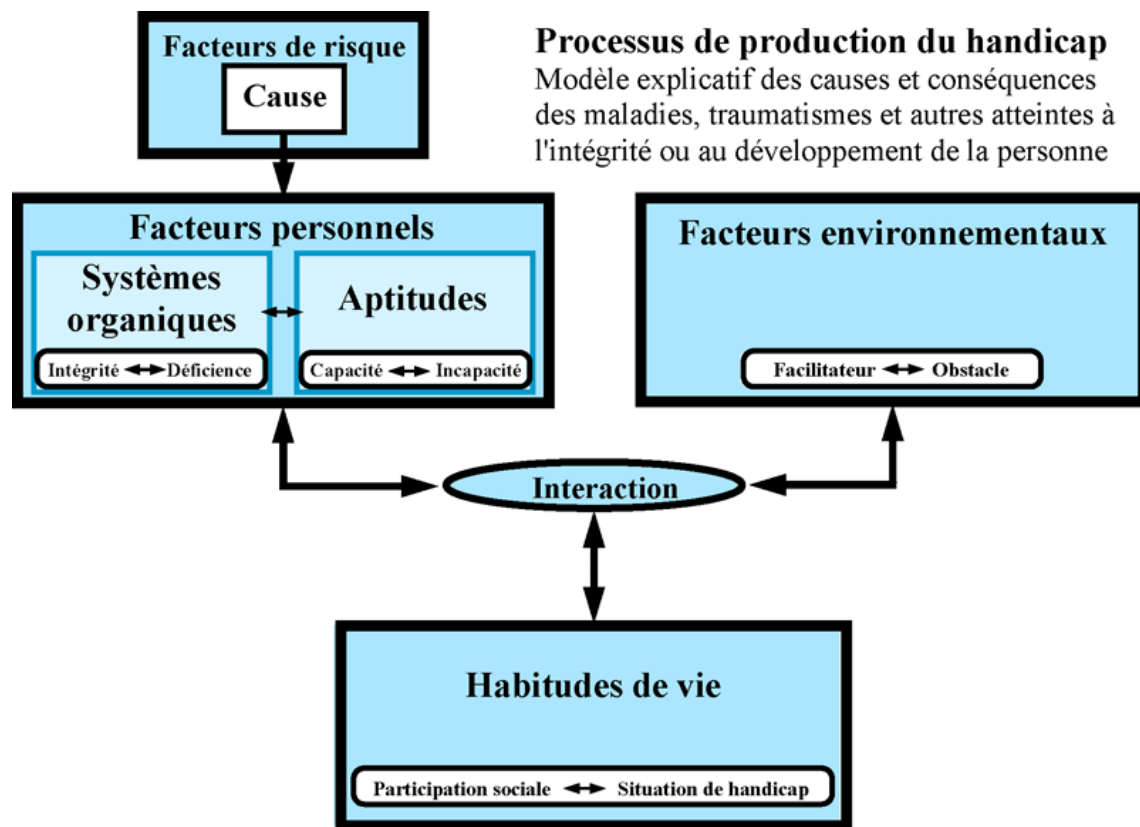 Facteurs de risque
Cause
Processus de production du handicap
Modèle explicatif des causes et conséquences
des maladies, traumatismes et autres atteintes à
l'intégrité ou au développement de la personne
Facteurs personnels
Systèmes
organiques
Intégrité Déficience
Aptitudes
Capacité Incapacité
Facteurs environnementaux
Facilitateur Obstacle
Interaction
Habitudes de vie
Participation sociale Situation de handicap